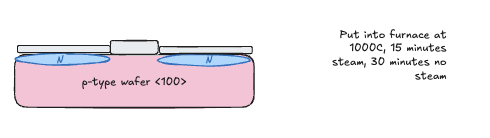 Put into furnace at
1000C, 15 minutes
steam, 30 minutes no
steam
N
N
p-type wafer <100>